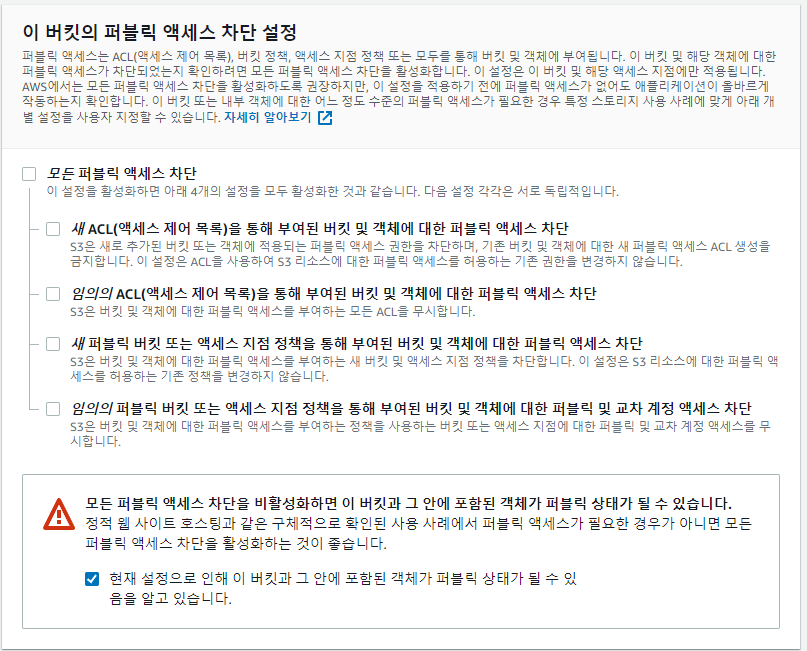 이 버킷의 퍼블릭 액세스 차단 설정
퍼블릭 액세스는 ACL(액세스 제어 목록), 버킷 정책, 액세스 지점 정책 또는 모두를 통해 버킷 및 객체에 부여됩니다. 이 버킷 및 해당 객체에 대한
퍼블릭 액세스가 차단되었는지 확인하려면 모든 퍼블릭 액세스 차단을 활성화합니다. 이 설정은 이 버킷 및 해당 액세스 지점에만 적용됩니다.
AWS에서는 모든 퍼블릭 액세스 차단을 활성화하도록 권장하지만, 이 설정을 적용하기 전에 퍼블릭 액세스가 없어도 애플리케이션이 올바르게
작동하는지 확인합니다. 이 버킷 또는 내부 객체에 대한 어느 정도 수준의 퍼블릭 액세스가 필요한 경우 특정 스토리지 사용 사례에 맞게 아래 개
별 설정을 사용자 지정할 수 있습니다. 자세히 알아보기
모든 퍼블릭 액세스 차단
이 설정을 활성화하면 아래 4개의 설정을 모두 활성화한 것과 같습니다. 다음 설정 각각은 서로 독립적입니다.
새 ACL(액세스 제어 목록)을 통해 부여된 버킷 및 객체에 대한 퍼블릭 액세스 차단
S3은 새로 추가된 버킷 또는 객체에 적용되는 퍼블릭 액세스 권한을 차단하며, 기존 버킷 및 객체에 대한 새 퍼블릭 액세스 ACL 생성을
금지합니다. 이 설정은 ACL을 사용하여 S3 리소스에 대한 퍼블릭 액세스를 허용하는 기존 권한을 변경하지 않습니다.
임의의 ACL(액세스 제어 목록)을 통해 부여된 버킷 및 객체에 대한 퍼블릭 액세스 차단
S3은 버킷 및 객체에 대한 퍼블릭 액세스를 부여하는 모든 ACL을 무시합니다.
새 퍼블릭 버킷 또는 액세스 지점 정책을 통해 부여된 버킷 및 객체에 대한 퍼블릭 액세스 차단
S3은 버킷 및 객체에 대한 퍼블릭 액세스를 부여하는 새 버킷 및 액세스 지점 정책을 차단합니다. 이 설정은 S3 리소스에 대한 퍼블릭 액
세스를 허용하는 기존 정책을 변경하지 않습니다.
임의의 퍼블릭 버킷 또는 액세스 지점 정책을 통해 부여된 버킷 및 객체에 대한 퍼블릭 및 교차 계정 액세스 차단
S3은 버킷 및 객체에 대한 퍼블릭 액세스를 부여하는 정책을 사용하는 버킷 또는 액세스 지점에 대한 퍼블릭 및 교차 계정 액세스를 무
시합니다.
모든 퍼블릭 액세스 차단을 비활성화하면 이 버킷과 그 안에 포함된 객체가 퍼블릭 상태가 될 수 있습니다.
정적 웹 사이트 호스팅과 같은 구체적으로 확인된 사용 사례에서 퍼블릭 액세스가 필요한 경우가 아니면 모든
퍼블릭 액세스 차단을 활성화하는 것이 좋습니다.
현재 설정으로 인해 이 버킷과 그 안에 포함된 객체가 퍼블릭 상태가 될 수 있
음을 알고 있습니다.